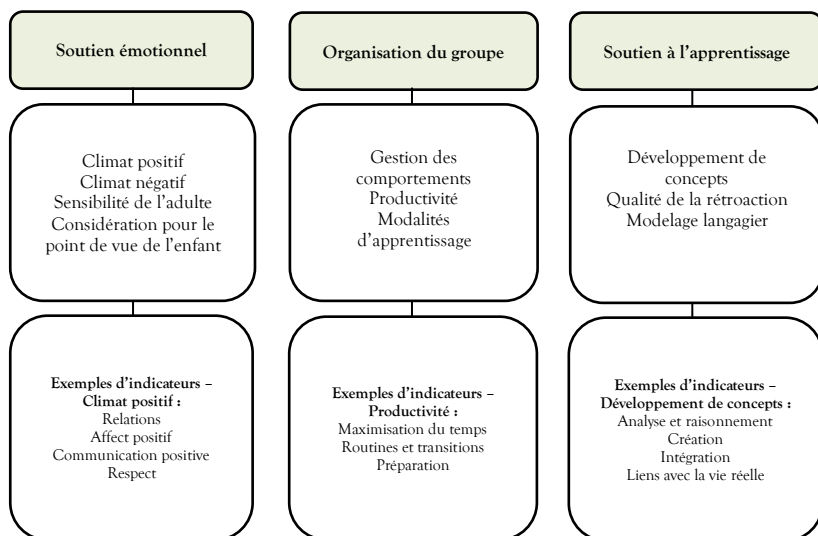 Soutien émotionnel
Climat positif
Climat négatif
Sensibilité de l'adulte
Considération pour le
point de vue de l'enfant
Exemples d'indicateurs –
Climat positif :
Relations
Affect positif
Communication positive
Respect
Organisation du groupe
Gestion des
comportements
Productivité
Modalités
d'apprentissage
Exemples d'indicateurs –
Productivité :
Maximisation du temps
Routines et transitions
Préparation
Soutien à l'apprentissage
Développement de
concepts
Qualité de la rétroaction
Modelage langagier
Exemples d'indicateurs –
Développement de concepts :
Analyse et raisonnement
Création
Intégration
Liens avec la vie réelle